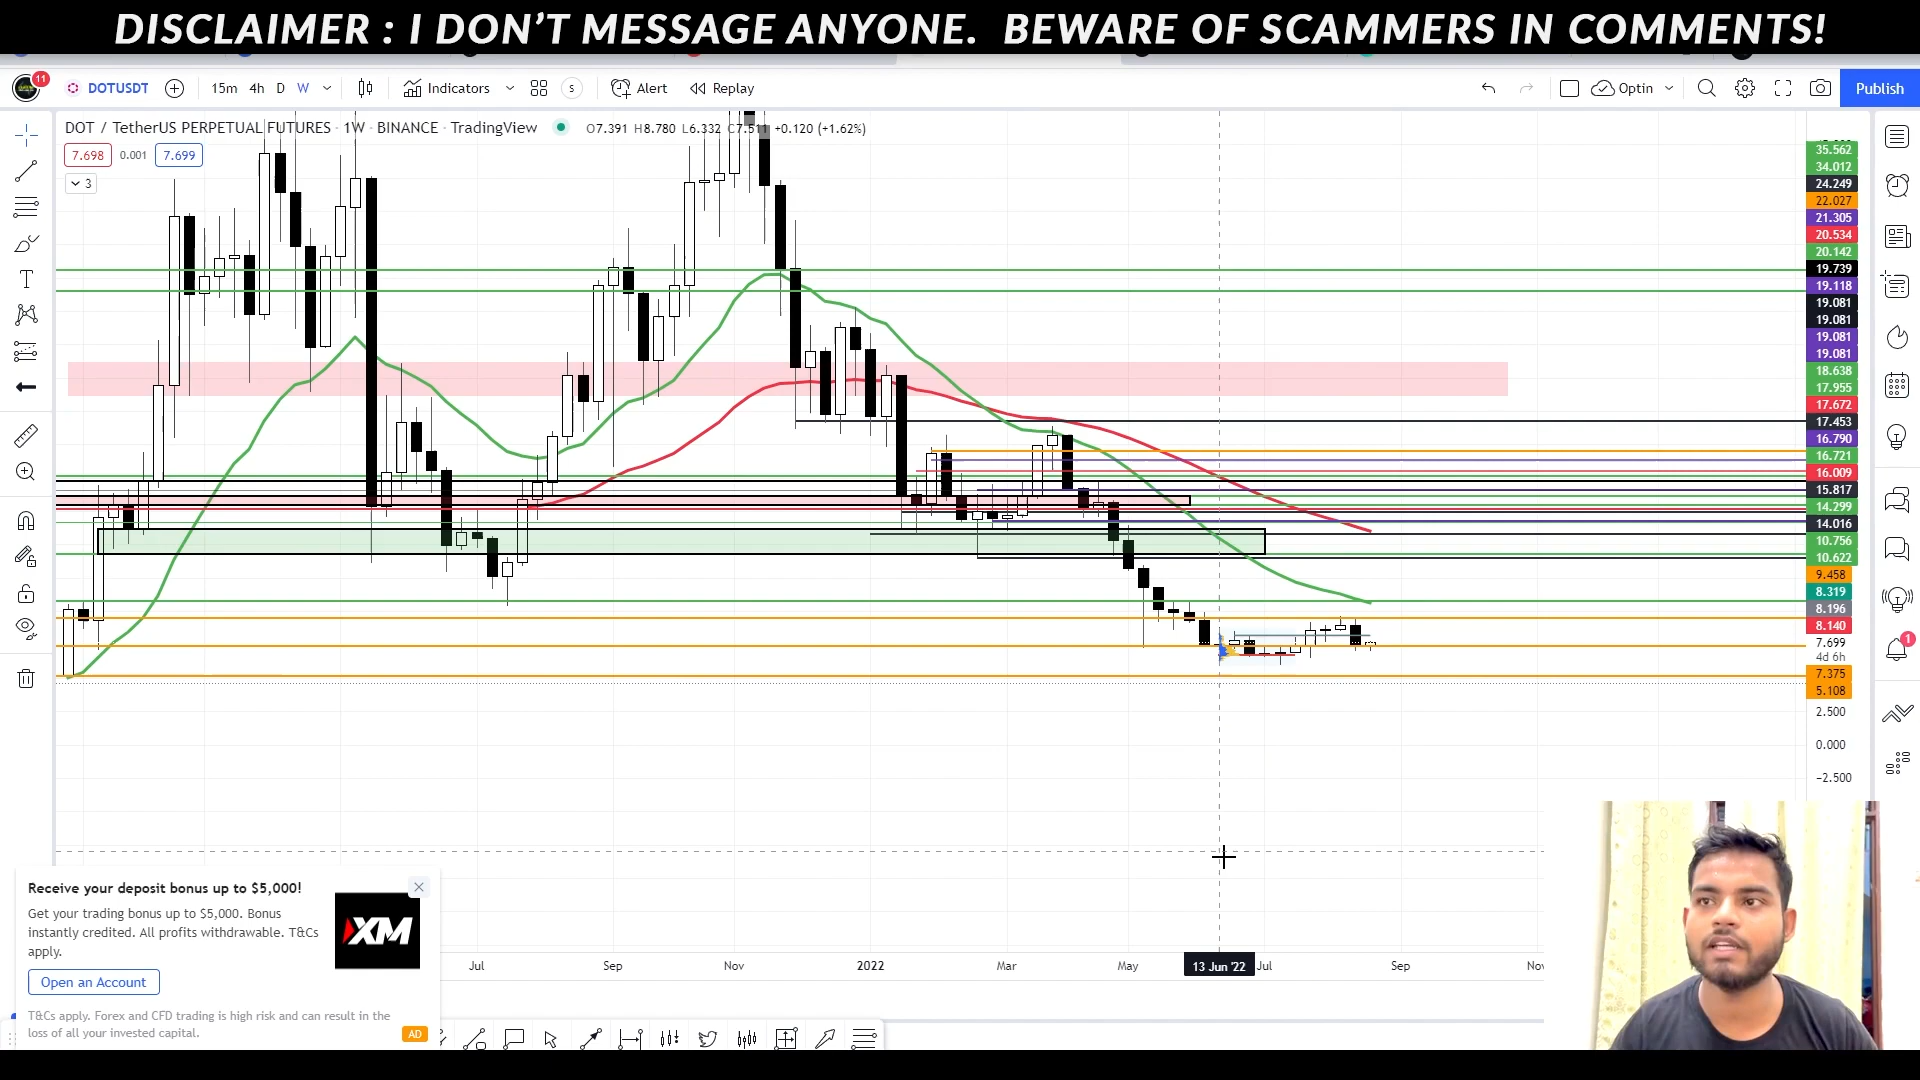 DISCLAIMER : I DON'T MESSAGE ANYONE. BEWARE OF SCAMMERS IN COMMENTS!
11
DOTUSDT
15m 4h D W
Indicators
S
Alert
Replay
Optin
Publish
DOT / TetherUS PERPETUAL FUTURES · 1W · BINANCE · TradingView
O7.391 H8.780 L6.332 C7.511 +0.120 (+1.62%)
7.698 0.001 7.699
3
35.562
34.012
24.249
22.027
21.305
20.534
20.142
19.739
19.118
19.081
19.081
19.081
19.081
18.638
17.955
17.672
17.453
16.790
16.721
16.009
15.817
14.299
14.016
10.756
10.622
9.458
8.319
8.196
8.140
7.699
4d 6h
7.375
5.108
2.500
0.000
−2.500
1
Receive your deposit bonus up to $5,000!
Get your trading bonus up to $5,000. Bonus
instantly credited. All profits withdrawable. T&Cs
apply.
XM
Open an Account
T&Cs apply. Forex and CFD trading is high risk and can result in the
loss of all your invested capital.
AD
Jul Sep Nov 2022 Mar May 13 Jun '22 Jul Sep Nov